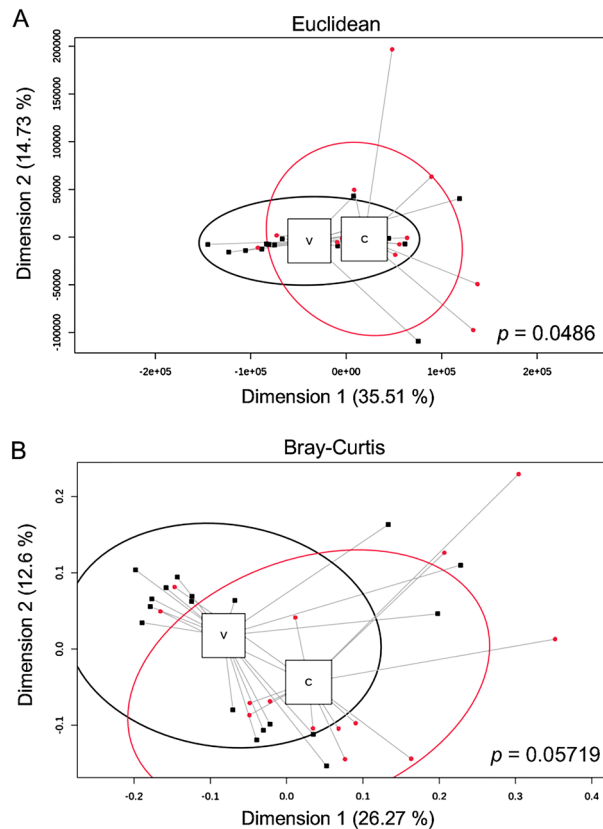 A
Euclidean
Dimension 2 (14.73 %)
200000
150000
100000
50000
0
-50000
-100000
V
C
p = 0.0486
-2e+05
-1e+05
0e+00
1e+05
2e+05
Dimension 1 (35.51 %)
B
Bray-Curtis
Dimension 2 (12.6 %)
0.2
0.1
0.0
-0.1
V
C
p = 0.05719
-0.2
-0.1
0.0
0.1
0.2
0.3
0.4
Dimension 1 (26.27 %)